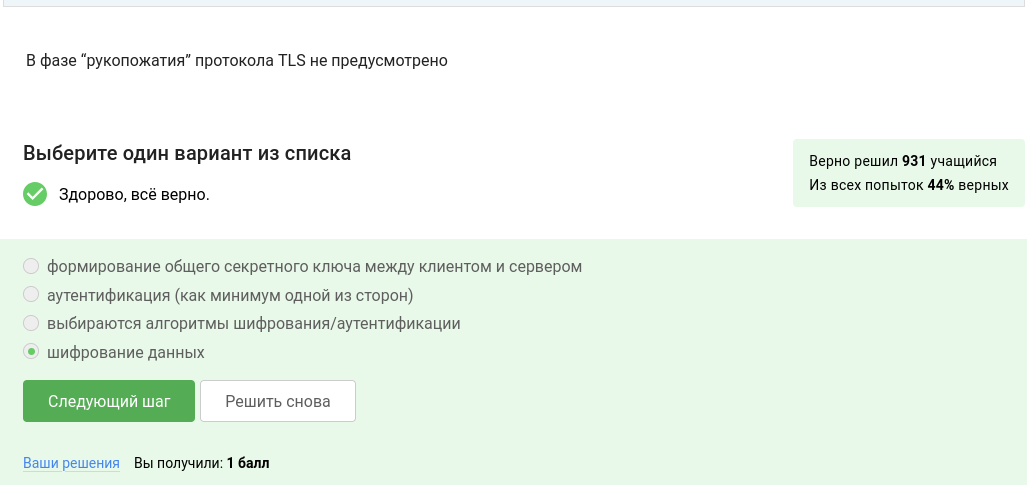 В фазе “рукопожатия” протокола TLS не предусмотрено
Выберите один вариант из списка
Здорово, всё верно.
Верно решил 931 учащийся
Из всех попыток 44% верных
формирование общего секретного ключа между клиентом и сервером
аутентификация (как минимум одной из сторон)
выбираются алгоритмы шифрования/аутентификации
шифрование данных
Следующий шаг
Решить снова
Ваши решения Вы получили: 1 балл